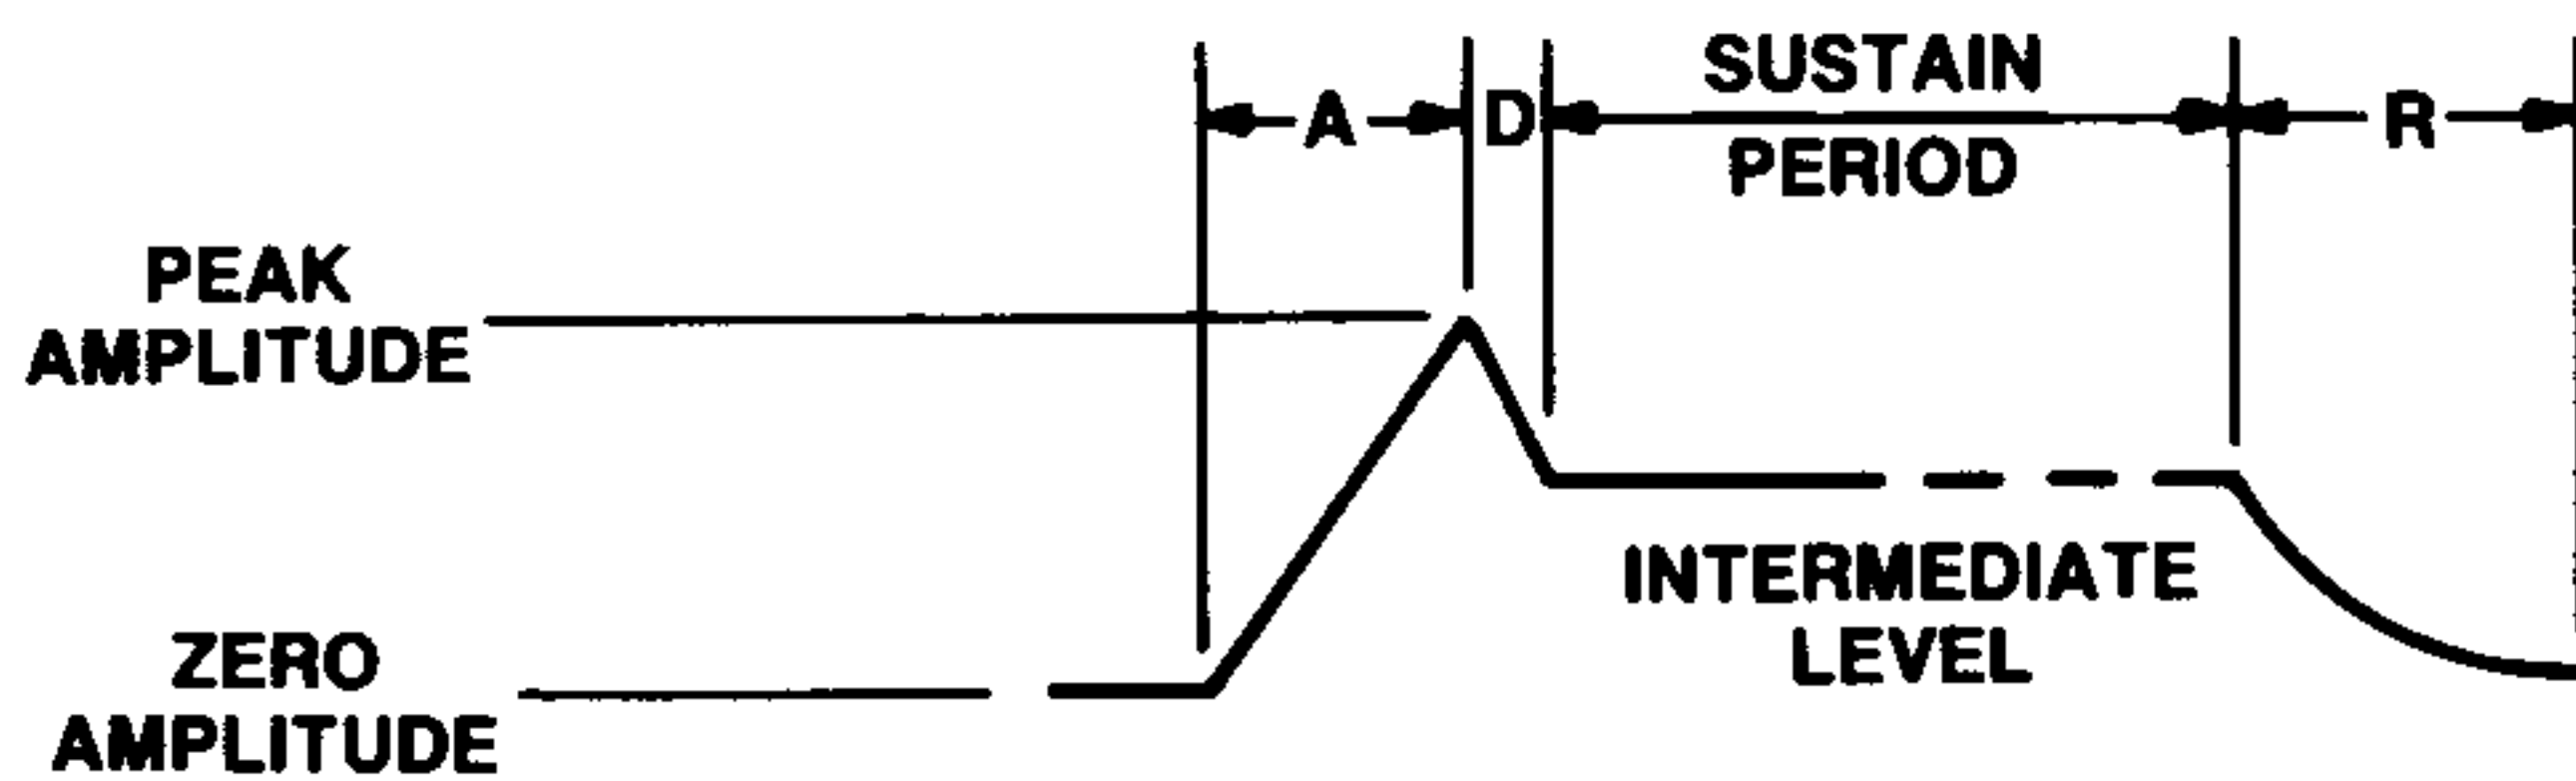 SUSTAIN
A D R
PERIOD
PEAK
AMPLITUDE
INTERMEDIATE
LEVEL
ZERO
AMPLITUDE